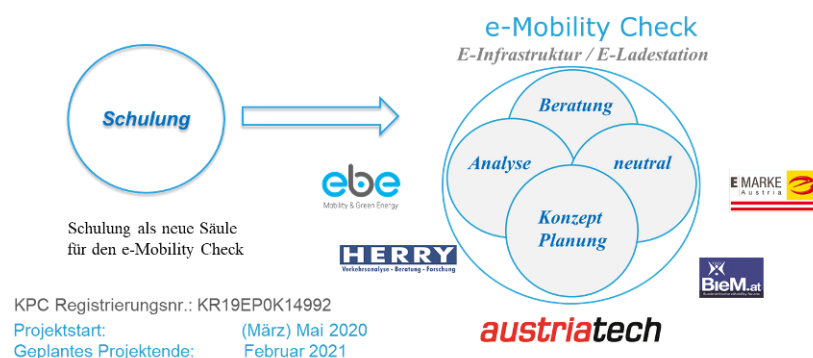 e-Mobility Check
E-Infrastruktur / E-Ladestation
Schulung
Beratung
Analyse
neutral
Konzept
Planung
ebe
Mobility & Green Energy
E MARKE
Austria
Schulung als neue Säule
für den e-Mobility Check
HERRY
Verkehrsanalyse - Beratung - Forschung
BieM.at
KPC Registrierungsnr.: KR19EP0K14992
Projektstart: (März) Mai 2020
Geplantes Projektende: Februar 2021
austriatech